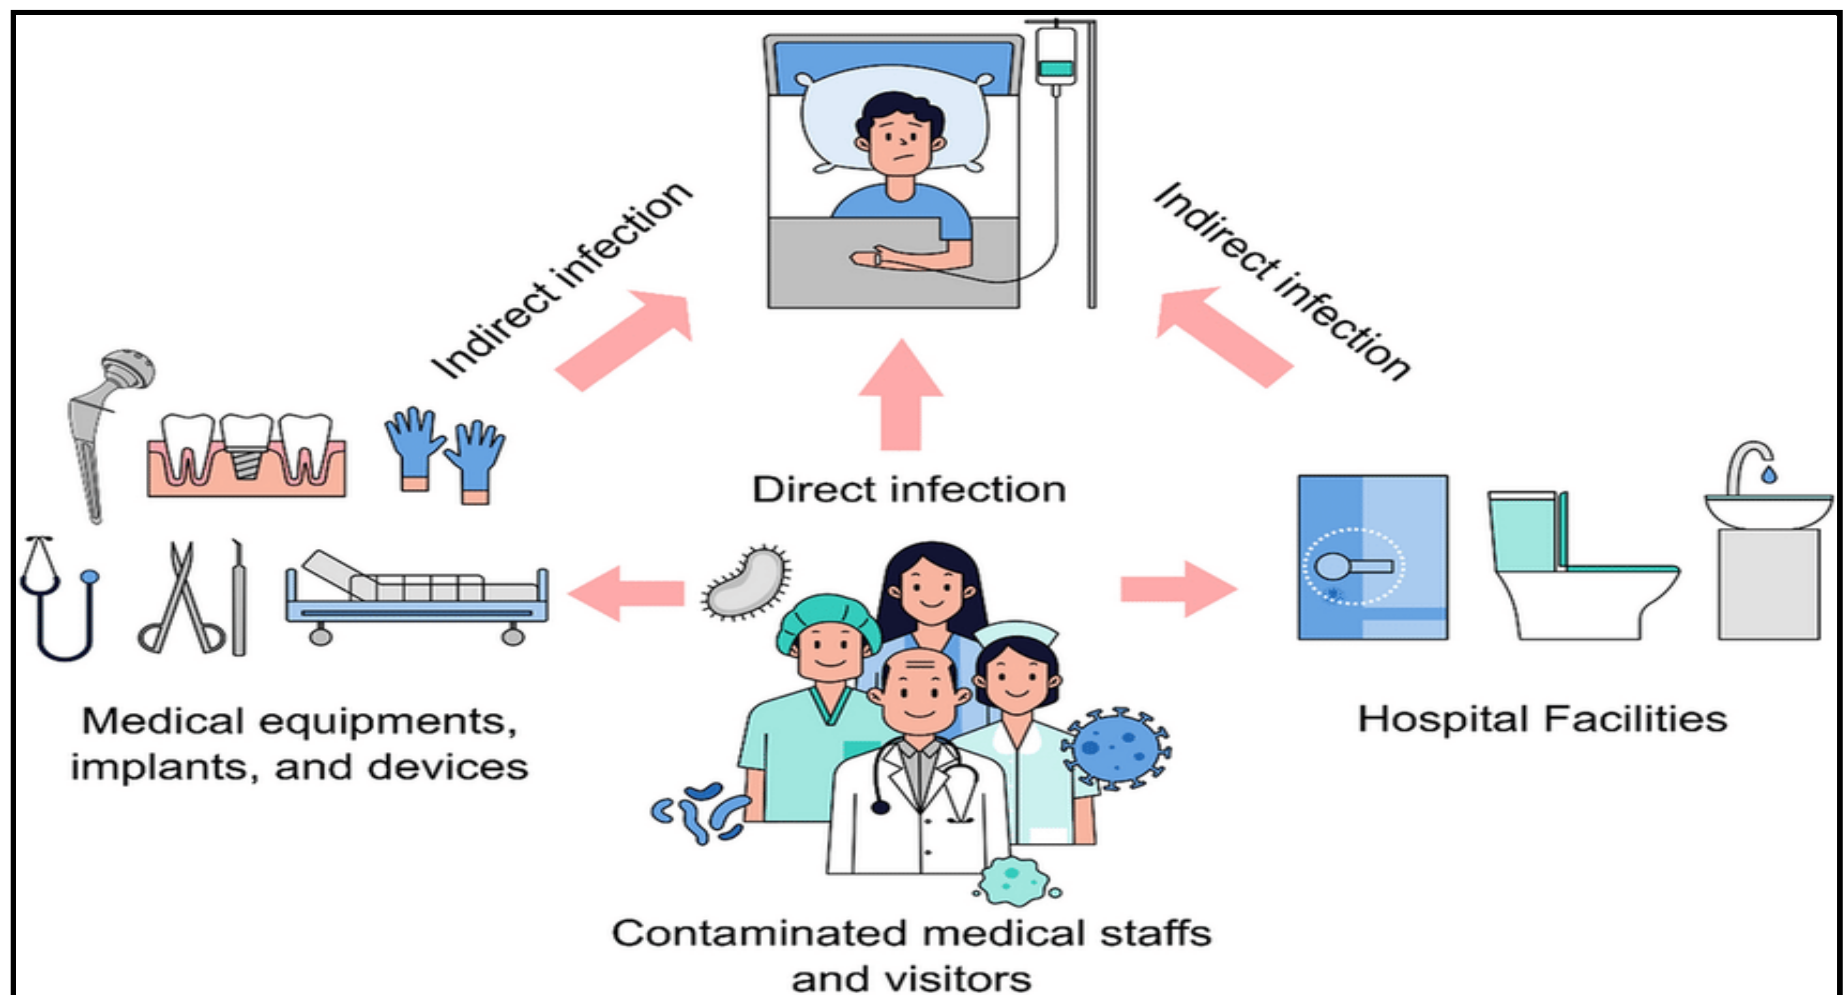 Indirect infection
Indirect infection
Direct infection
Medical equipments,
implants, and devices
Hospital Facilities
Contaminated medical staffs
and visitors